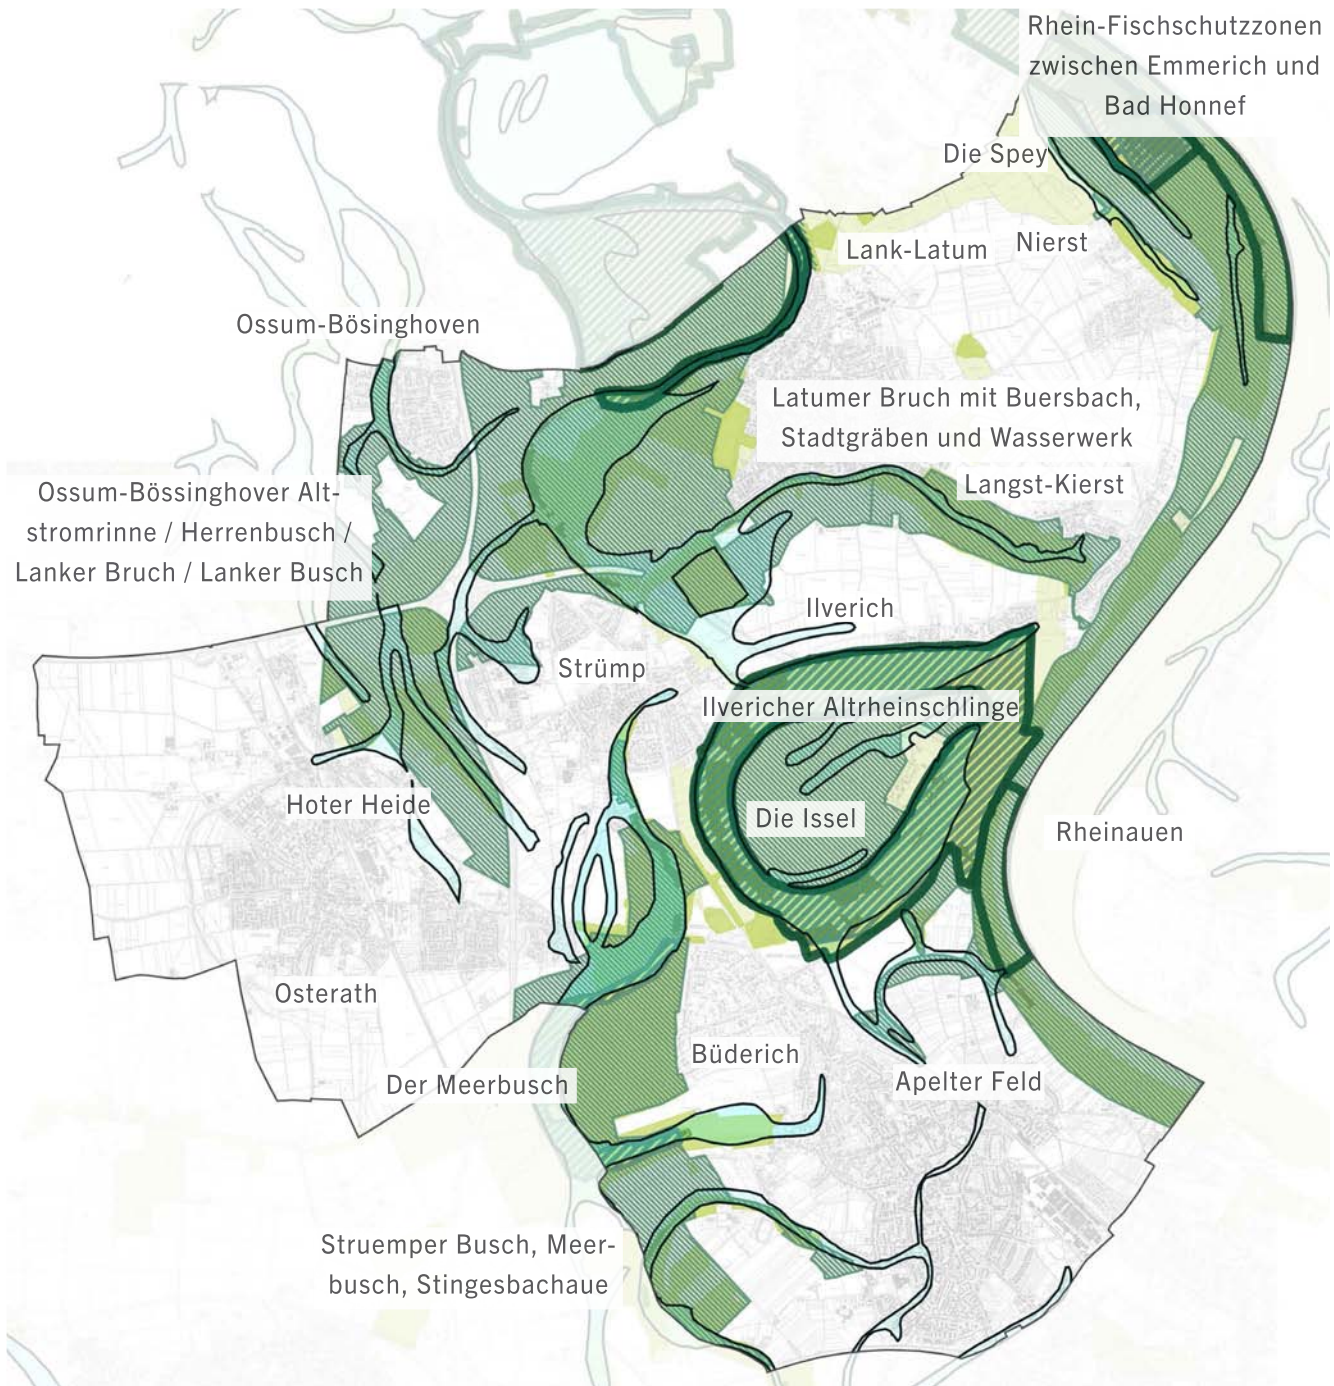 Rhein-Fischschutzzonen
zwischen Emmerich und
Bad Honnef
Die Spey
Nierst
Lank-Latum
Ossum-Bösinghoven
Latumer Bruch mit Buersbach,
Stadtgräben und Wasserwerk
Langst-Kierst
Ossum-Bössinghover Alt-
stromrinne / Herrenbusch /
Lanker Bruch / Lanker Busch
Ilverich
Strümp
Ilvericher Altrheinschlinge
Hoter Heide
Die Issel
Rheinauen
Osterath
Büderich
Der Meerbusch
Apelter Feld
Struemper Busch, Meer-
busch, Stingesbachaue